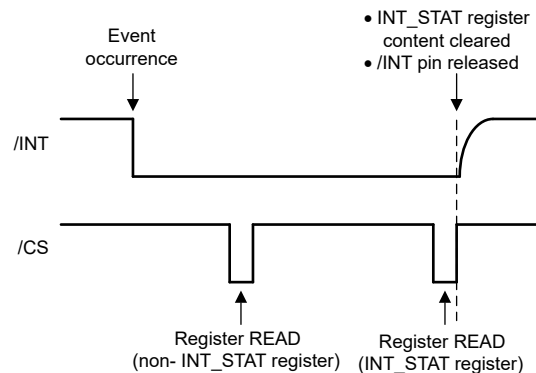 Event
occurrence
• INT_STAT register
content cleared
• /INT pin released
/INT
/CS
Register READ
(non- INT_STAT register)
Register READ
(INT_STAT register)